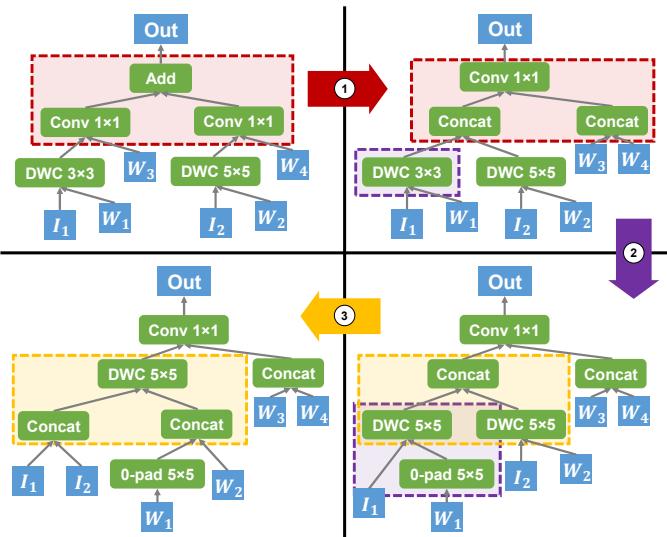 Out
Add
Conv 1×1
Conv 1×1
DWC 3×3
W3
DWC 5×5
W4
I1
W1
I2
W2
1
Out
Conv 1×1
Concat
Concat
DWC 3×3
DWC 5×5
W3
W4
I1
W1
I2
W2
2
Out
Conv 1×1
DWC 5×5
Concat
Concat
Concat
W3
W4
I1
I2
0-pad 5×5
W2
W1
3
Out
Conv 1×1
Concat
Concat
DWC 5×5
DWC 5×5
W3
W4
0-pad 5×5
I2
W2
I1
W1